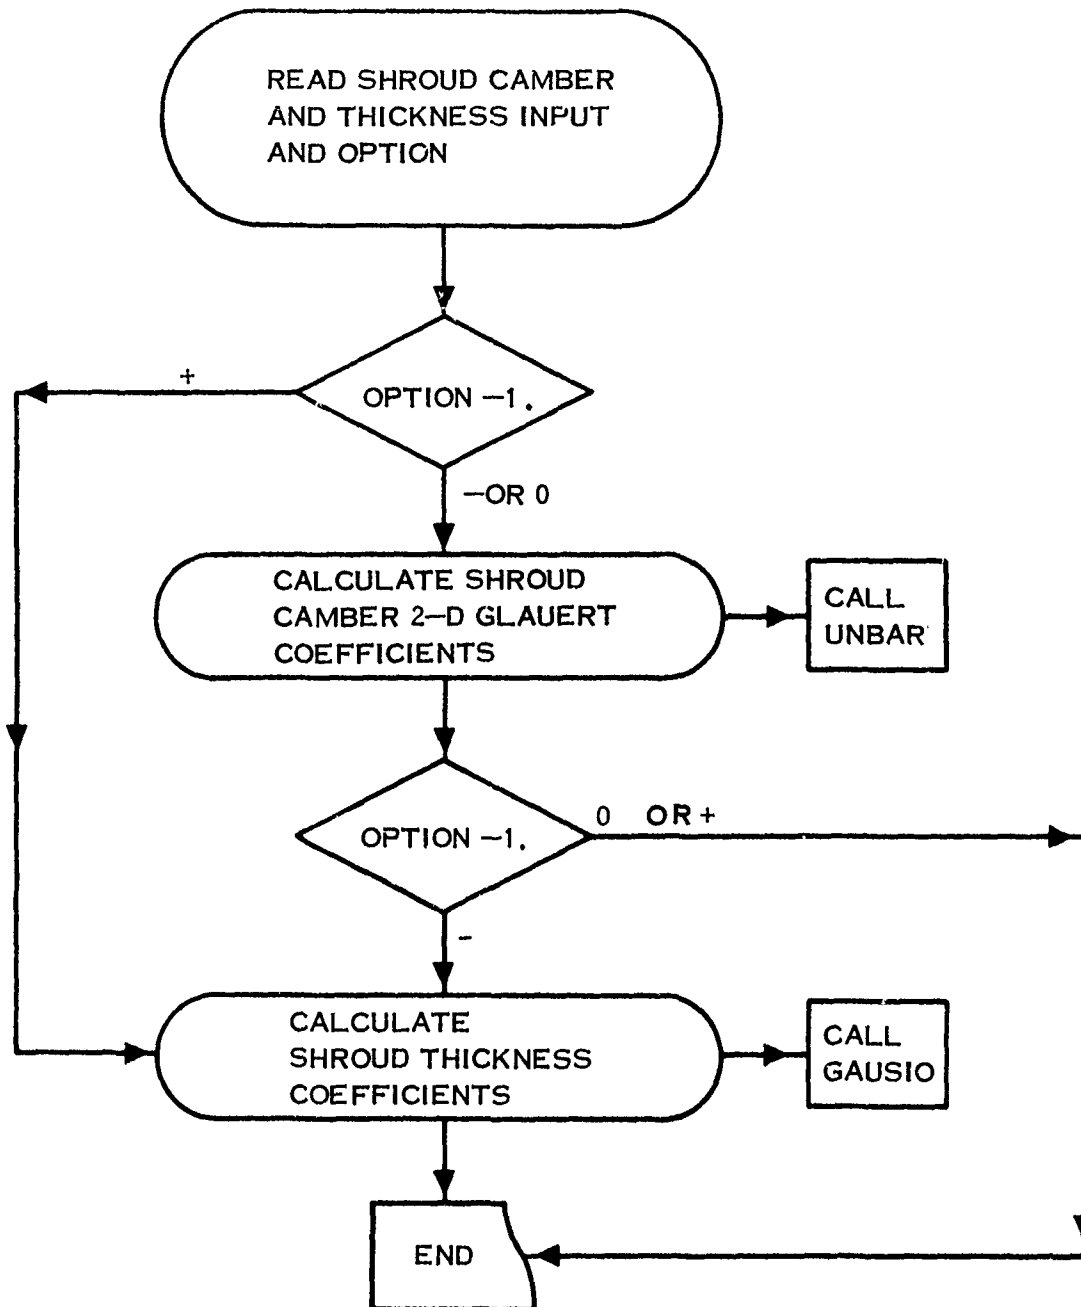 READ SHROUD CAMBER
AND THICKNESS INPUT
AND OPTION
+
OPTION —1.
—OR 0
CALCULATE SHROUD
CAMBER 2—D GLAUERT
COEFFICIENTS
CALL
UNBAR
OPTION —1.
0 OR +
-
CALCULATE
SHROUD THICKNESS
COEFFICIENTS
CALL
GAUSIO
END